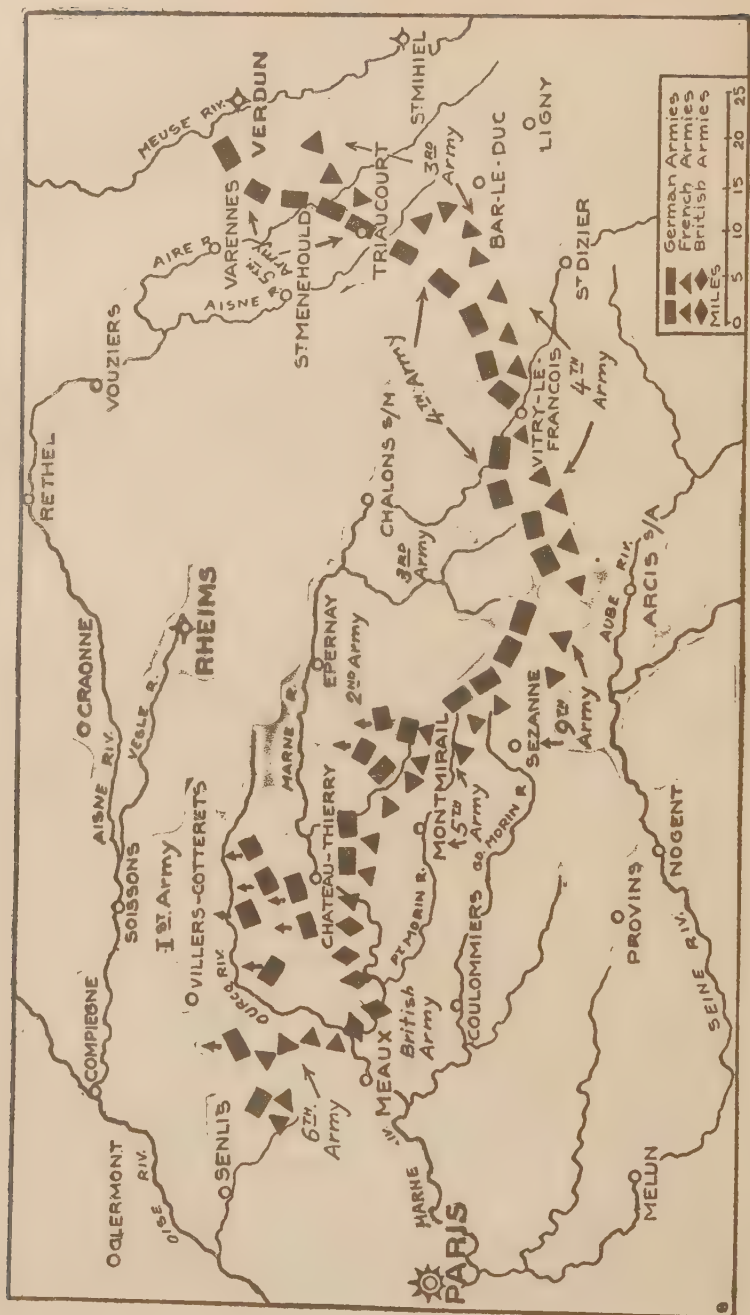 RETHEL
CRAONNE
VOUZIERS
COMPIEGNE
AISNE RIV.
SOISSONS
VESLE R.
OCLERMONT
RIV.
OISE
I ST. Army
RHEIMS
AIRE R.
MEUSE RIV.
VILLERS-COTTERETS
SENLIS
VARENNES
VERDUN
OURCQ RIV.
AISNE R.
5TH.
Army
MARNE R.
EPERNAY
ST MENEHOULD
6TH.
Army
CHATEAU-THIERRY
2ND Army
CHALONS S/M
TRIAUCOURT
MEAUX
British
Army
PT MORIN R.
3RD
Army
4TH. Army
3RD
Army
ST MIHIEL
MARNE
IV.
MONTMIRAIL
5TH
Army
PARIS
COULOMMIERS
GD. MORIN R.
BAR-LE-DUC
SEZANNE
VITRY-LE-
FRANCOIS
LIGNY
9TH
Army
4TH
Army
ST DIZIER
AUBE RIV.
PROVINS
MELUN
NOGENT
ARCIS S/A
SEINE RIV.
German Armies
French Armies
British Armies
MILES
0 5 10 15 20 25